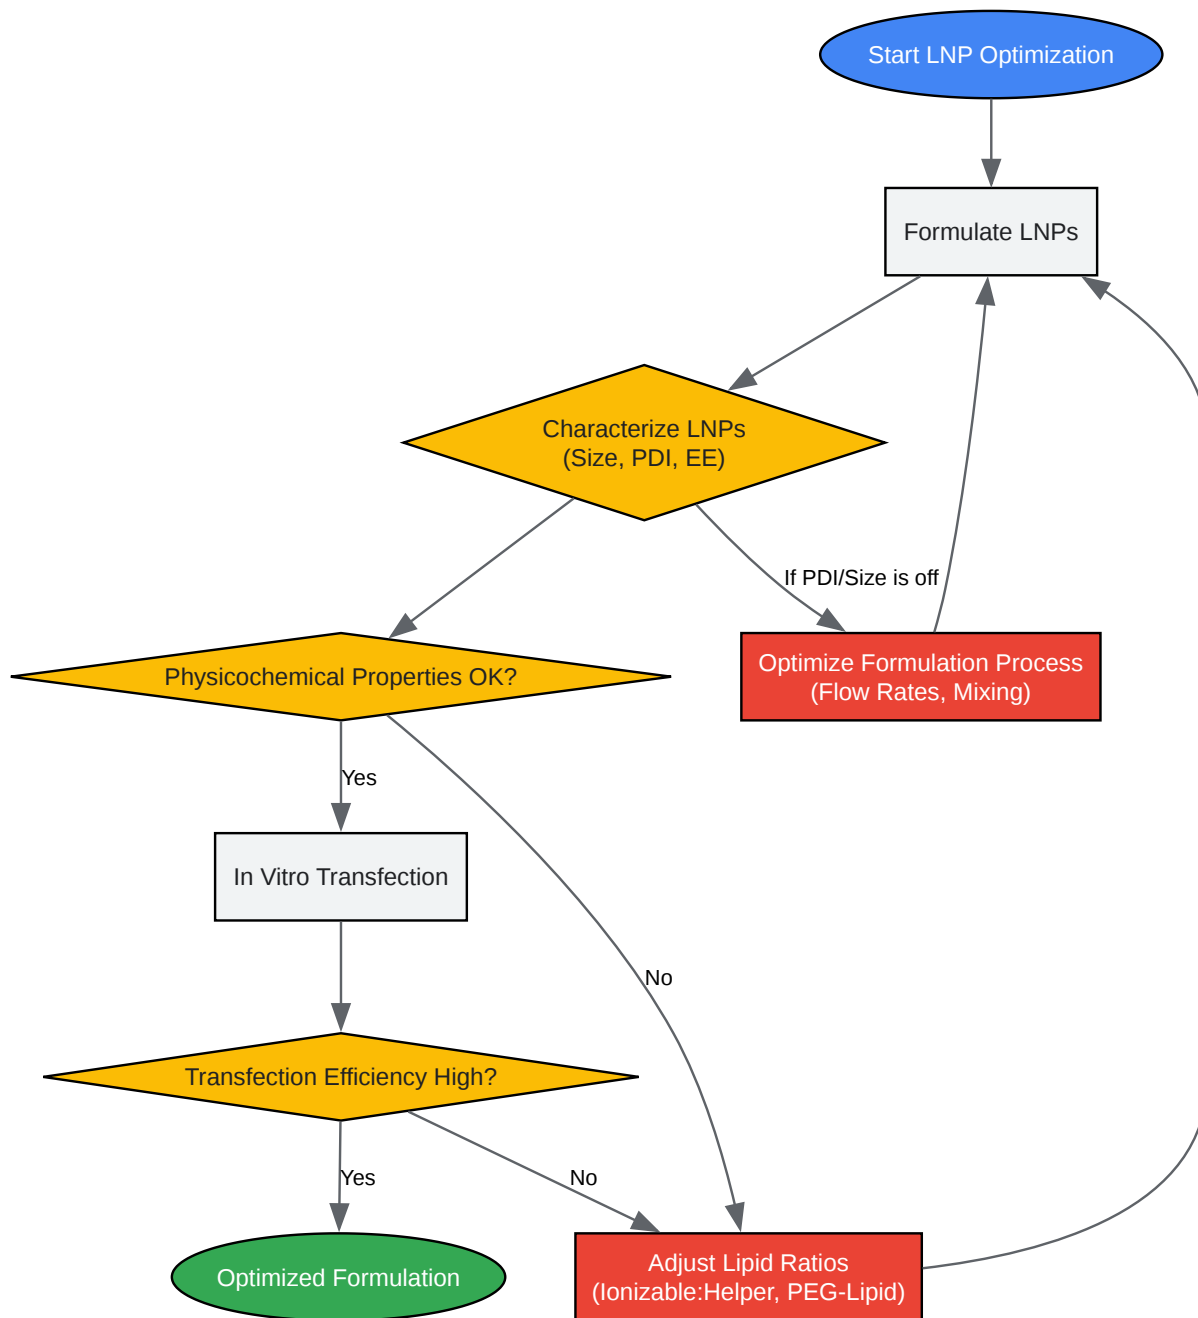 Start LNP Optimization
Formulate LNPs
Characterize LNPs
(Size, PDI, EE)
If PDI/Size is off
Physicochemical Properties OK?
Optimize Formulation Process
(Flow Rates, Mixing)
Yes
In Vitro Transfection
No
Transfection Efficiency High?
Yes
No
Optimized Formulation
Adjust Lipid Ratios
(Ionizable:Helper, PEG-Lipid)